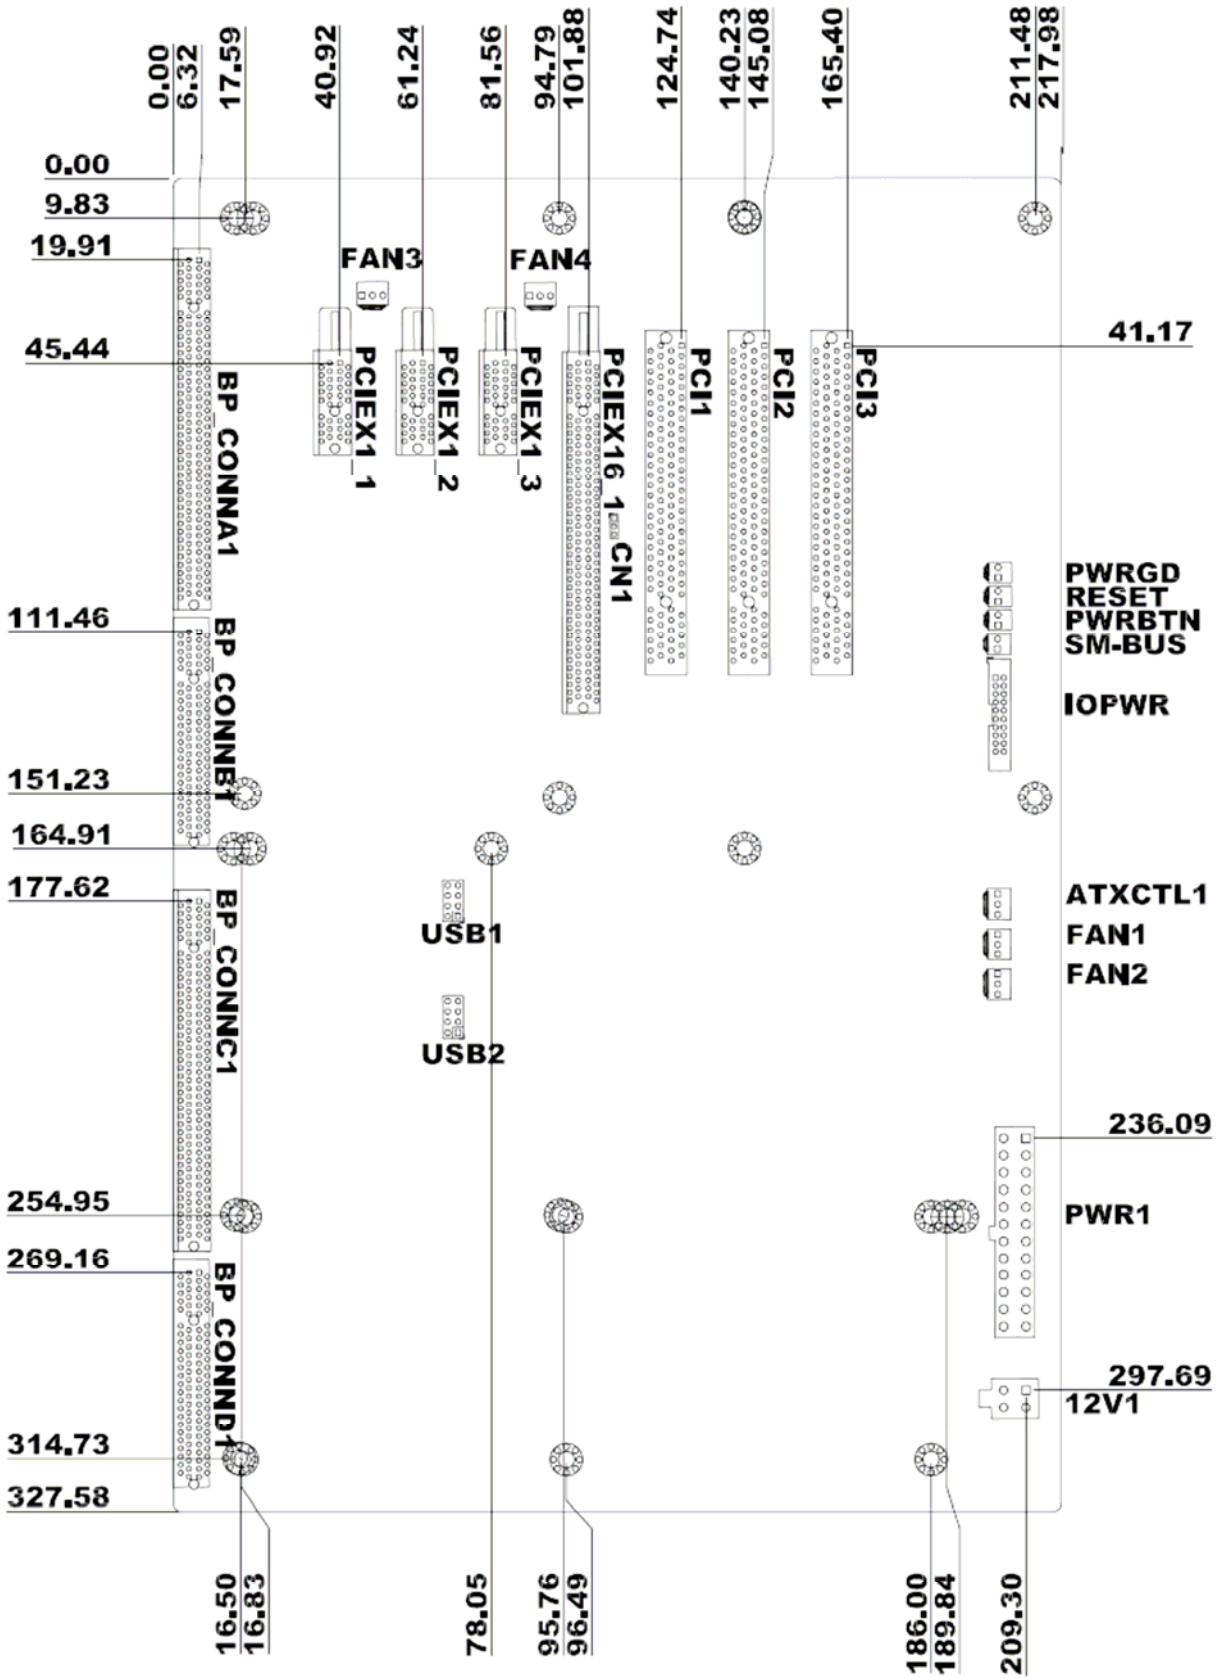 0.00
6.32
17.59
40.92
61.24
81.56
94.79
101.88
124.74
140.23
145.08
165.40
211.48
217.98
0.00
9.83
19.91
45.44
111.46
151.23
164.91
177.62
254.95
269.16
314.73
327.58
FAN3
FAN4
41.17
BP_CONNA1
PCIEX1_1
PCIEX1_2
PCIEX1_3
PCIEX16_1
CN1
PCI1
PCI2
PCI3
PWRGD
RESET
PWRBTN
SM-BUS
IOPWR
BP_CONNB1
BP_CONNC1
USB1
USB2
ATXCTL1
FAN1
FAN2
236.09
PWR1
BP_CONND1
297.69
12V1
16.50
16.83
78.05
95.76
96.49
186.00
189.84
209.30